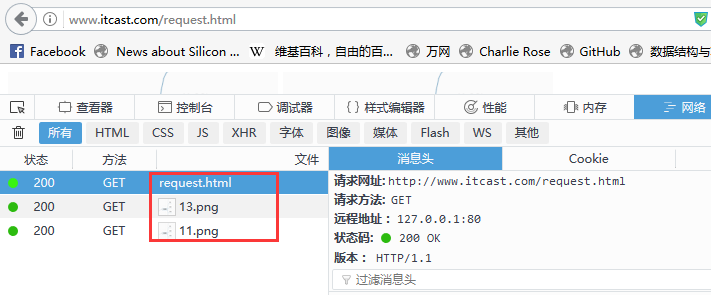 www.itcast.com/request.html
Facebook News about Silicon ... W 维基百科，自由的百... 万网 Charlie Rose GitHub 数据结构与
查看器 控制台 调试器 {} 样式编辑器 性能 内存 网络
所有 HTML CSS JS XHR 字体 图像 媒体 Flash WS 其他
状态 方法 文件 消息头 Cookie
200 GET request.html
200 GET 13.png
200 GET 11.png
请求网址: http://www.itcast.com/request.html
请求方法: GET
远程地址： 127.0.0.1:80
状态码: 200 OK
版本： HTTP/1.1
过滤消息头